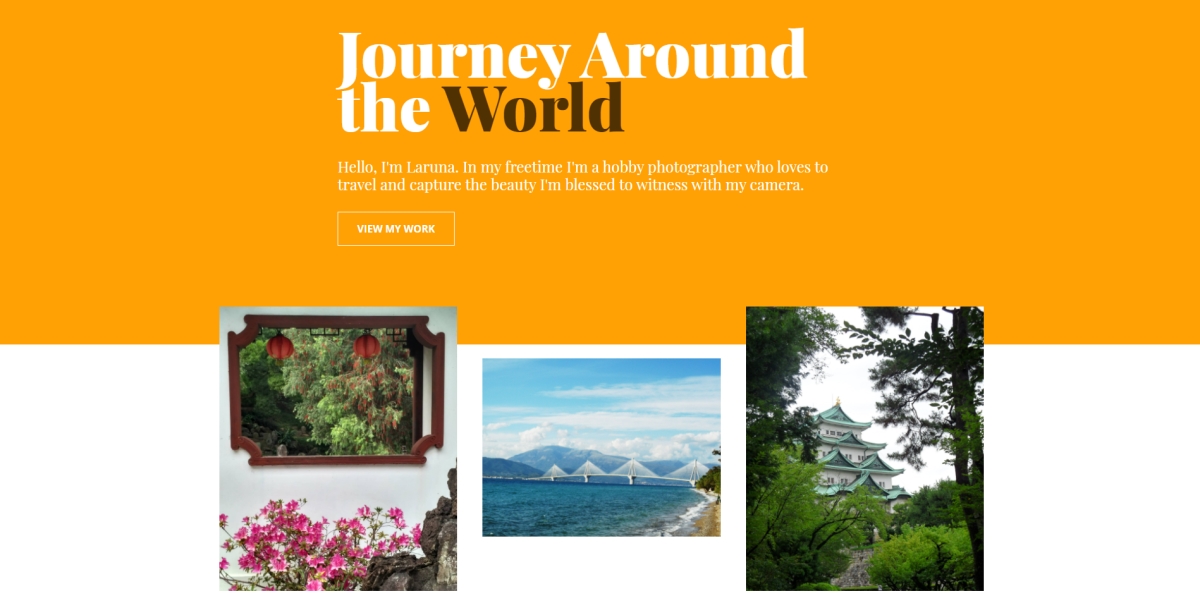 Journey Around
the World
Hello, I'm Laruna. In my freetime I'm a hobby photographer who loves to
travel and capture the beauty I'm blessed to witness with my camera.
VIEW MY WORK